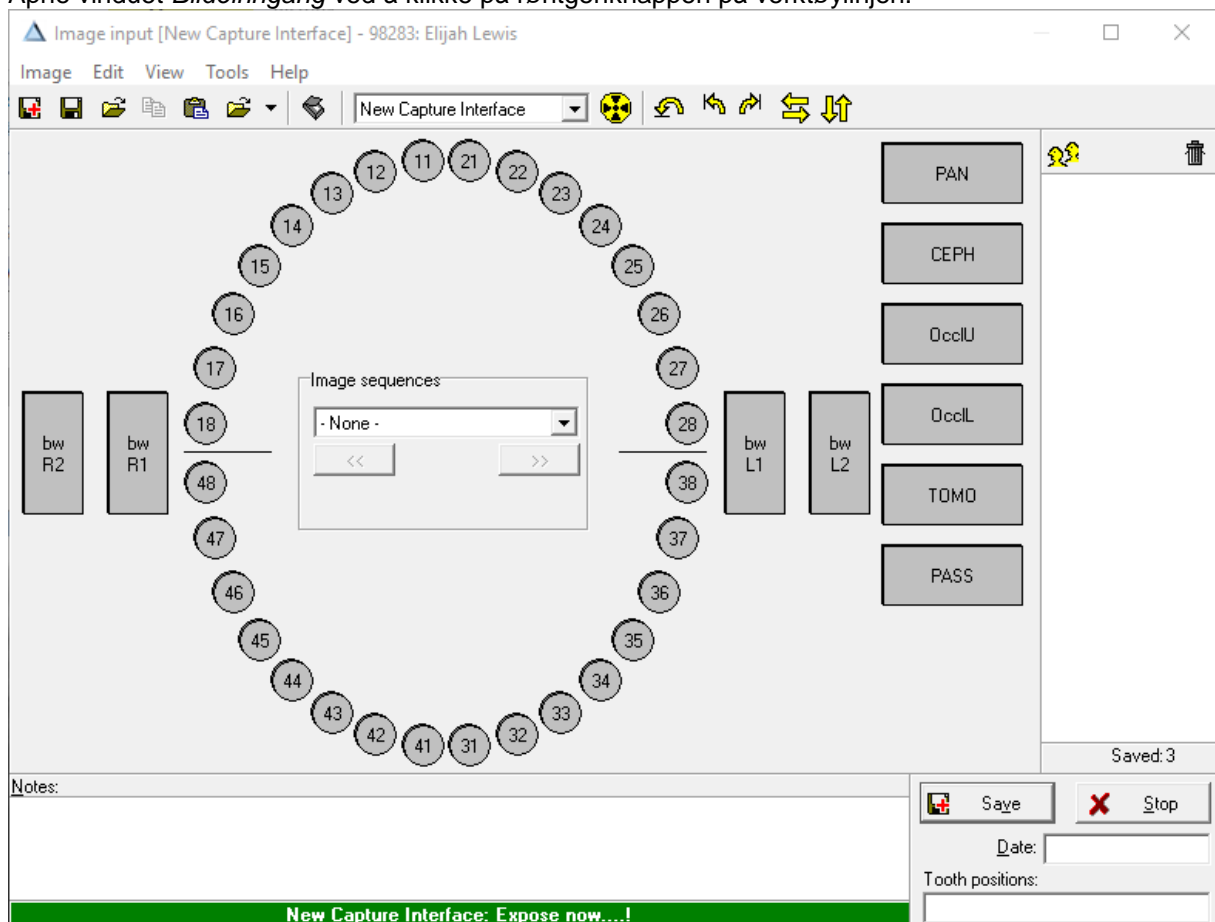 Åpne vinduet Bildeinngang ved å klikke på røntgenknappen på verktøylinjen.
Image input [New Capture Interface] - 98283: Elijah Lewis
Image Edit View Tools Help
New Capture Interface
11 21
12 22
13 23
14 24
15 25
16 26
17 27
18 28
48 38
47 37
46 36
45 35
44 34
43 33
42 32
41 31
bw
R2
bw
R1
Image sequences
- None -
<< >>
bw
L1
bw
L2
PAN
CEPH
OcclU
OcclL
TOMO
PASS
Saved: 3
Notes:
Save Stop
Date:
Tooth positions:
New Capture Interface: Expose now....!